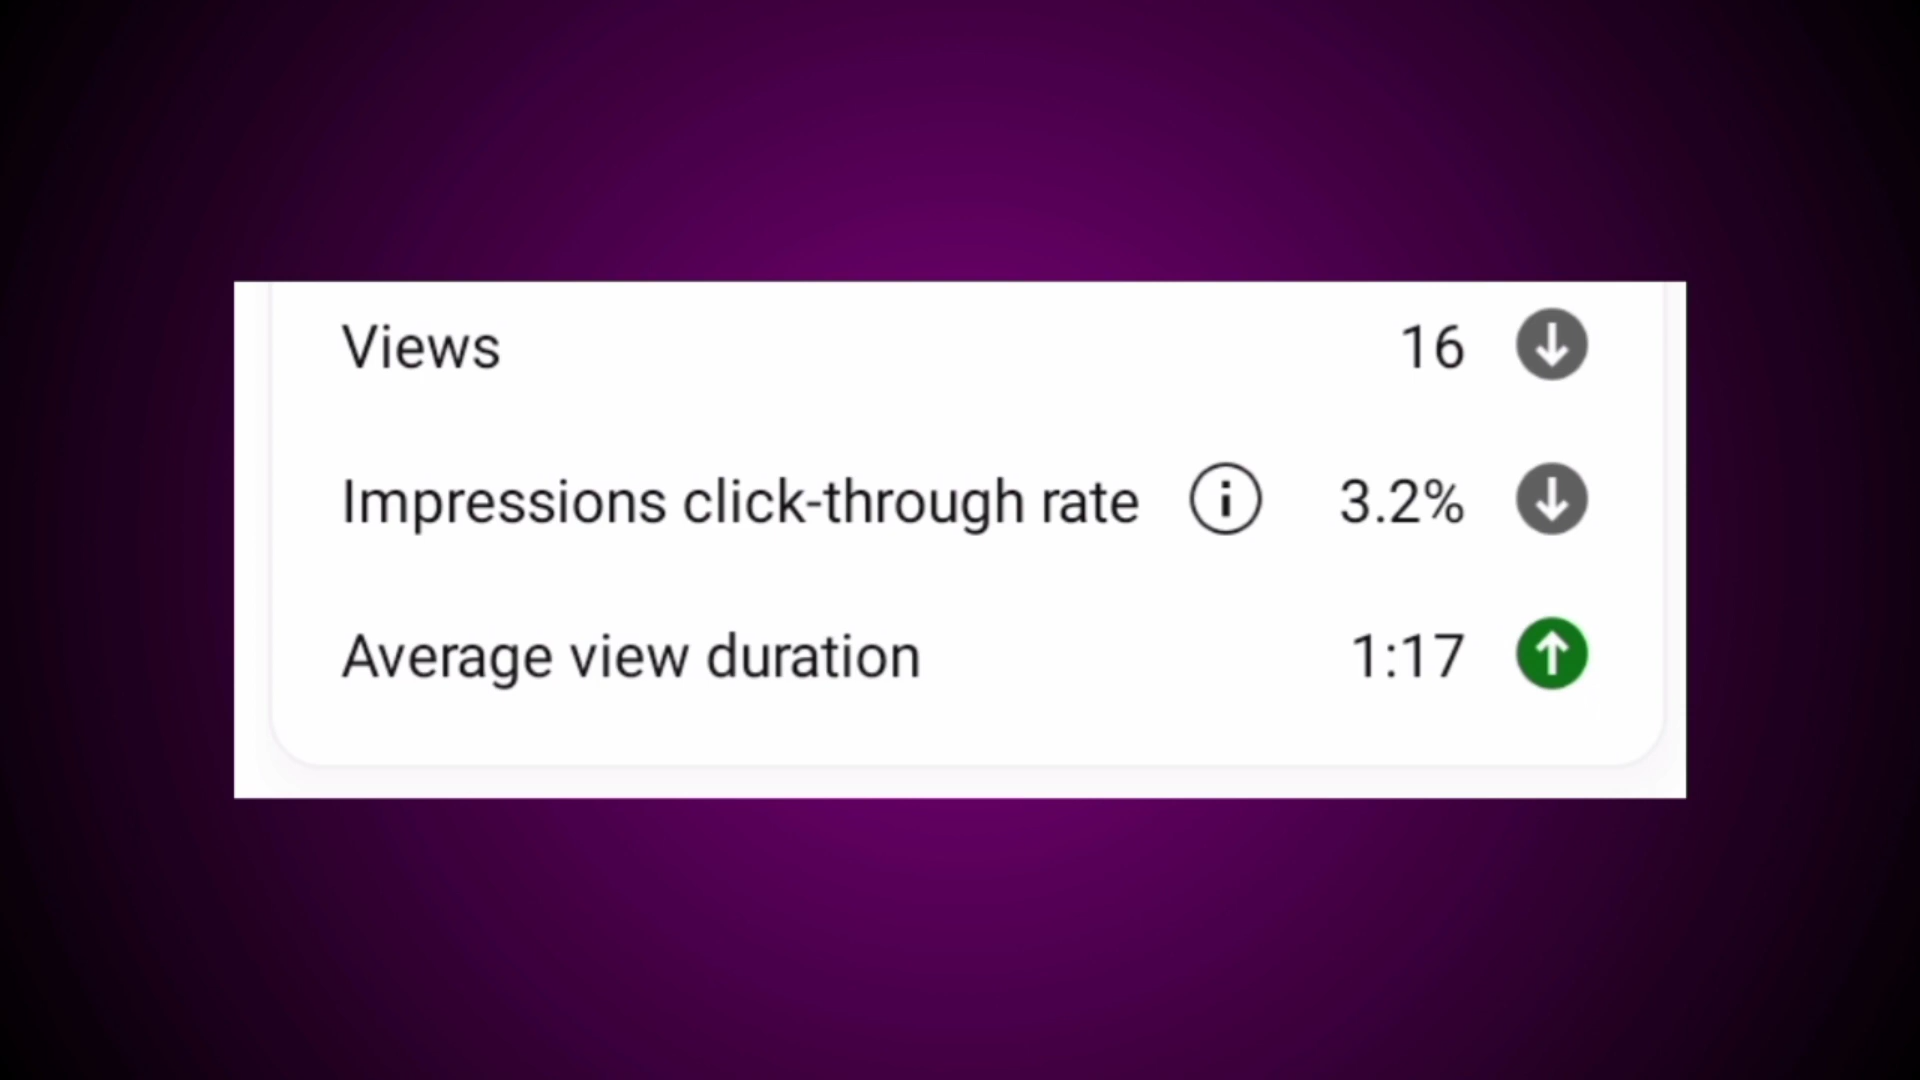 Views 16
Impressions click-through rate 3.2%
Average view duration 1:17